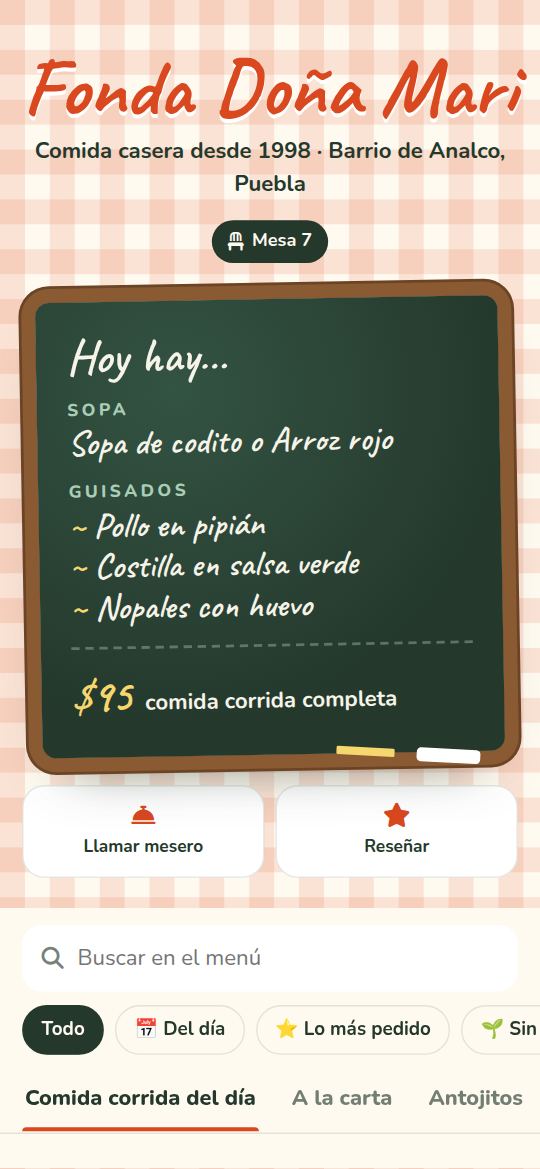 Fonda Doña Mari
Comida casera desde 1998 · Barrio de Analco,
Puebla
Mesa 7
Hoy hay...
SOPA
Sopa de codito o Arroz rojo
GUISADOS
~ Pollo en pipián
~ Costilla en salsa verde
~ Nopales con huevo
$95 comida corrida completa
Llamar mesero
Reseñar
Buscar en el menú
Todo
Del día
Lo más pedido
Sin
Comida corrida del día
A la carta
Antojitos